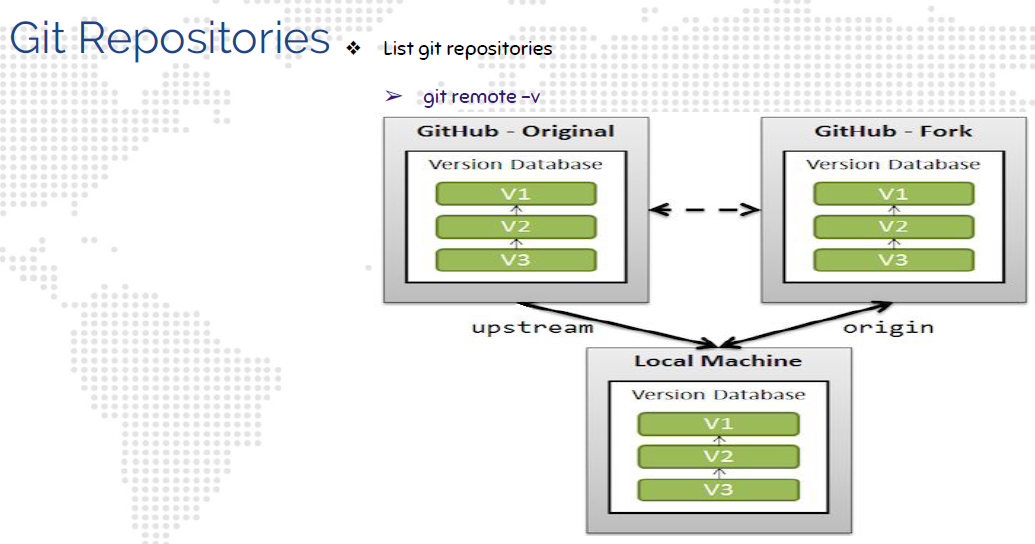 Git Repositories
❖ List git repositories
➢ git remote -v
GitHub - Original
Version Database
V1
V2
V3
GitHub - Fork
Version Database
V1
V2
V3
upstream
origin
Local Machine
Version Database
V1
V2
V3